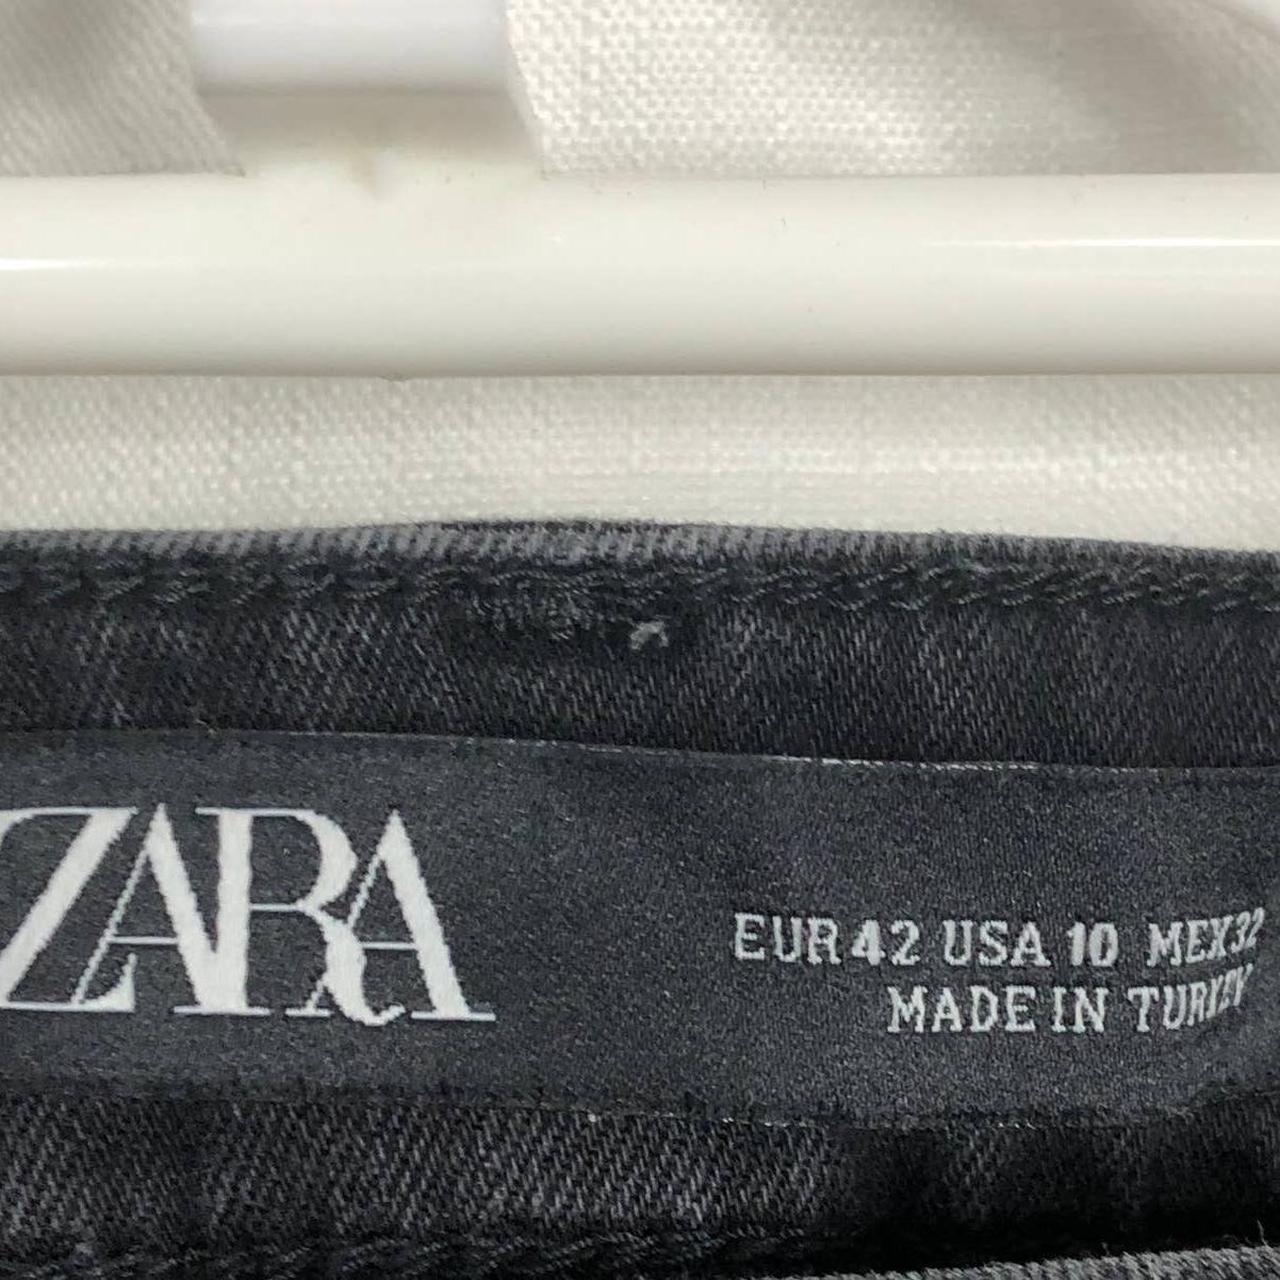 ZARA
EUR 42 USA 10 MEX 32
MADE IN TURKEY